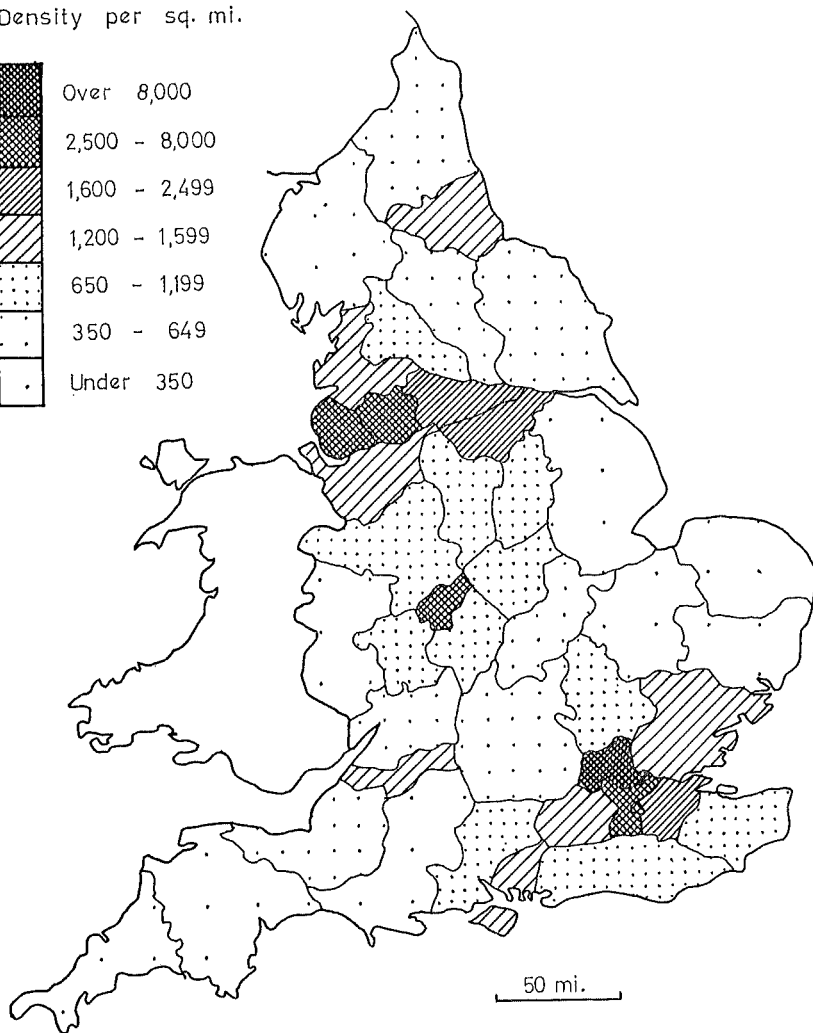 Density per sq. mi.
Over 8,000
2,500 - 8,000
1,600 - 2,499
1,200 - 1,599
650 - 1,199
350 - 649
Under 350
50 mi.